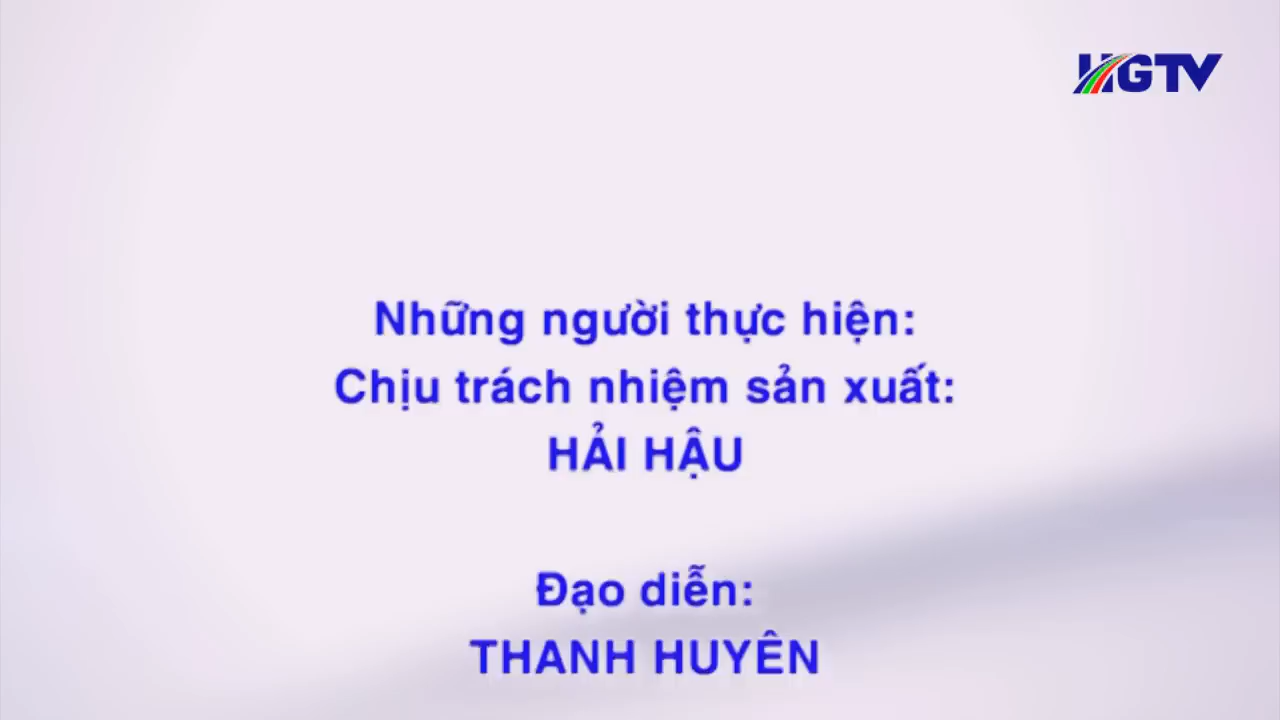 HGTV
Những người thực hiện:
Chịu trách nhiệm sản xuất:
HẢI HẬU
Đạo diễn:
THANH HUYÊN